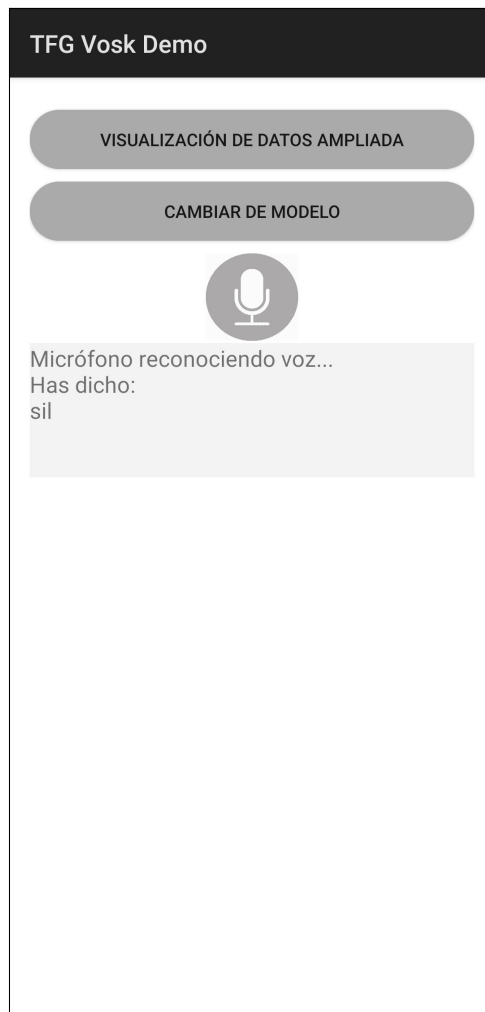 TFG Vosk Demo
VISUALIZACIÓN DE DATOS AMPLIADA
CAMBIAR DE MODELO
Micrófono reconociendo voz...
Has dicho:
sil